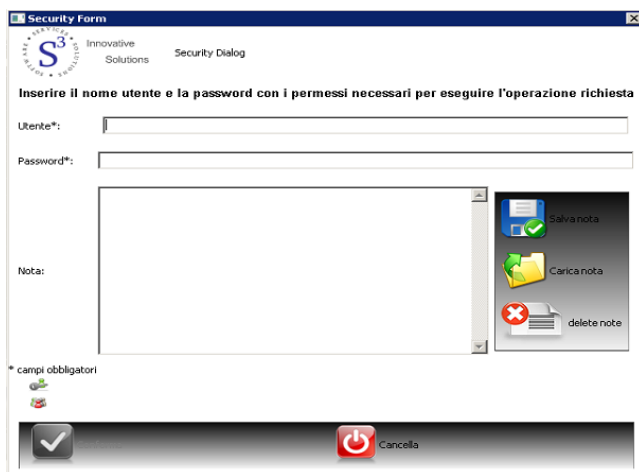 Security Form
SERVICES
SOFTWARE
SOLUTIONS
S3
Innovative
Solutions
Security Dialog
Inserire il nome utente e la password con i permessi necessari per eseguire l'operazione richiesta
Utente*:
Password*:
Nota:
Salva nota
Carica nota
delete note
* campi obbligatori
Cancella